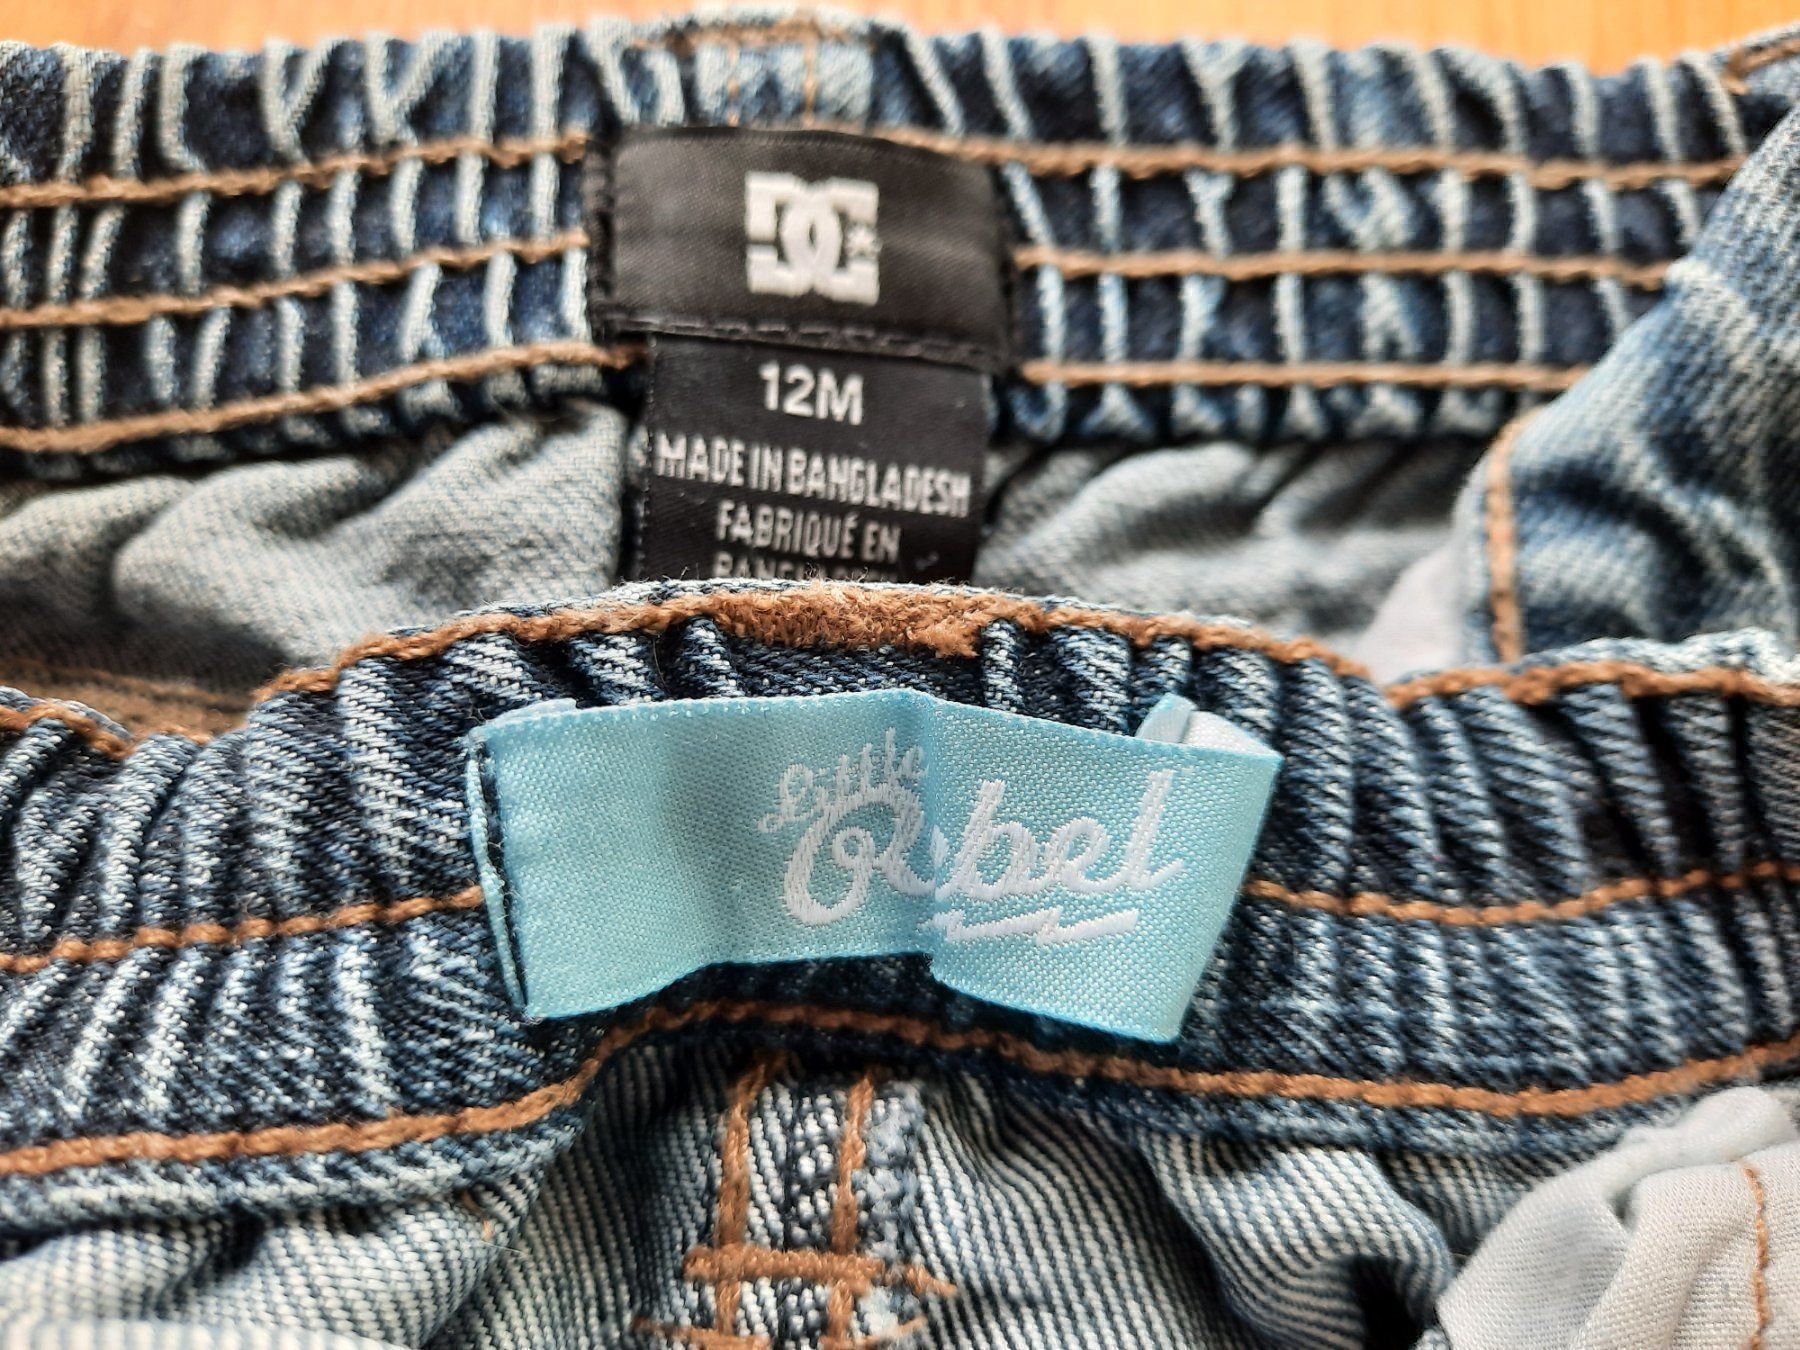 DC
12M
MADE IN BANGLADESH
FABRIQUÉ EN
Little
Rebel